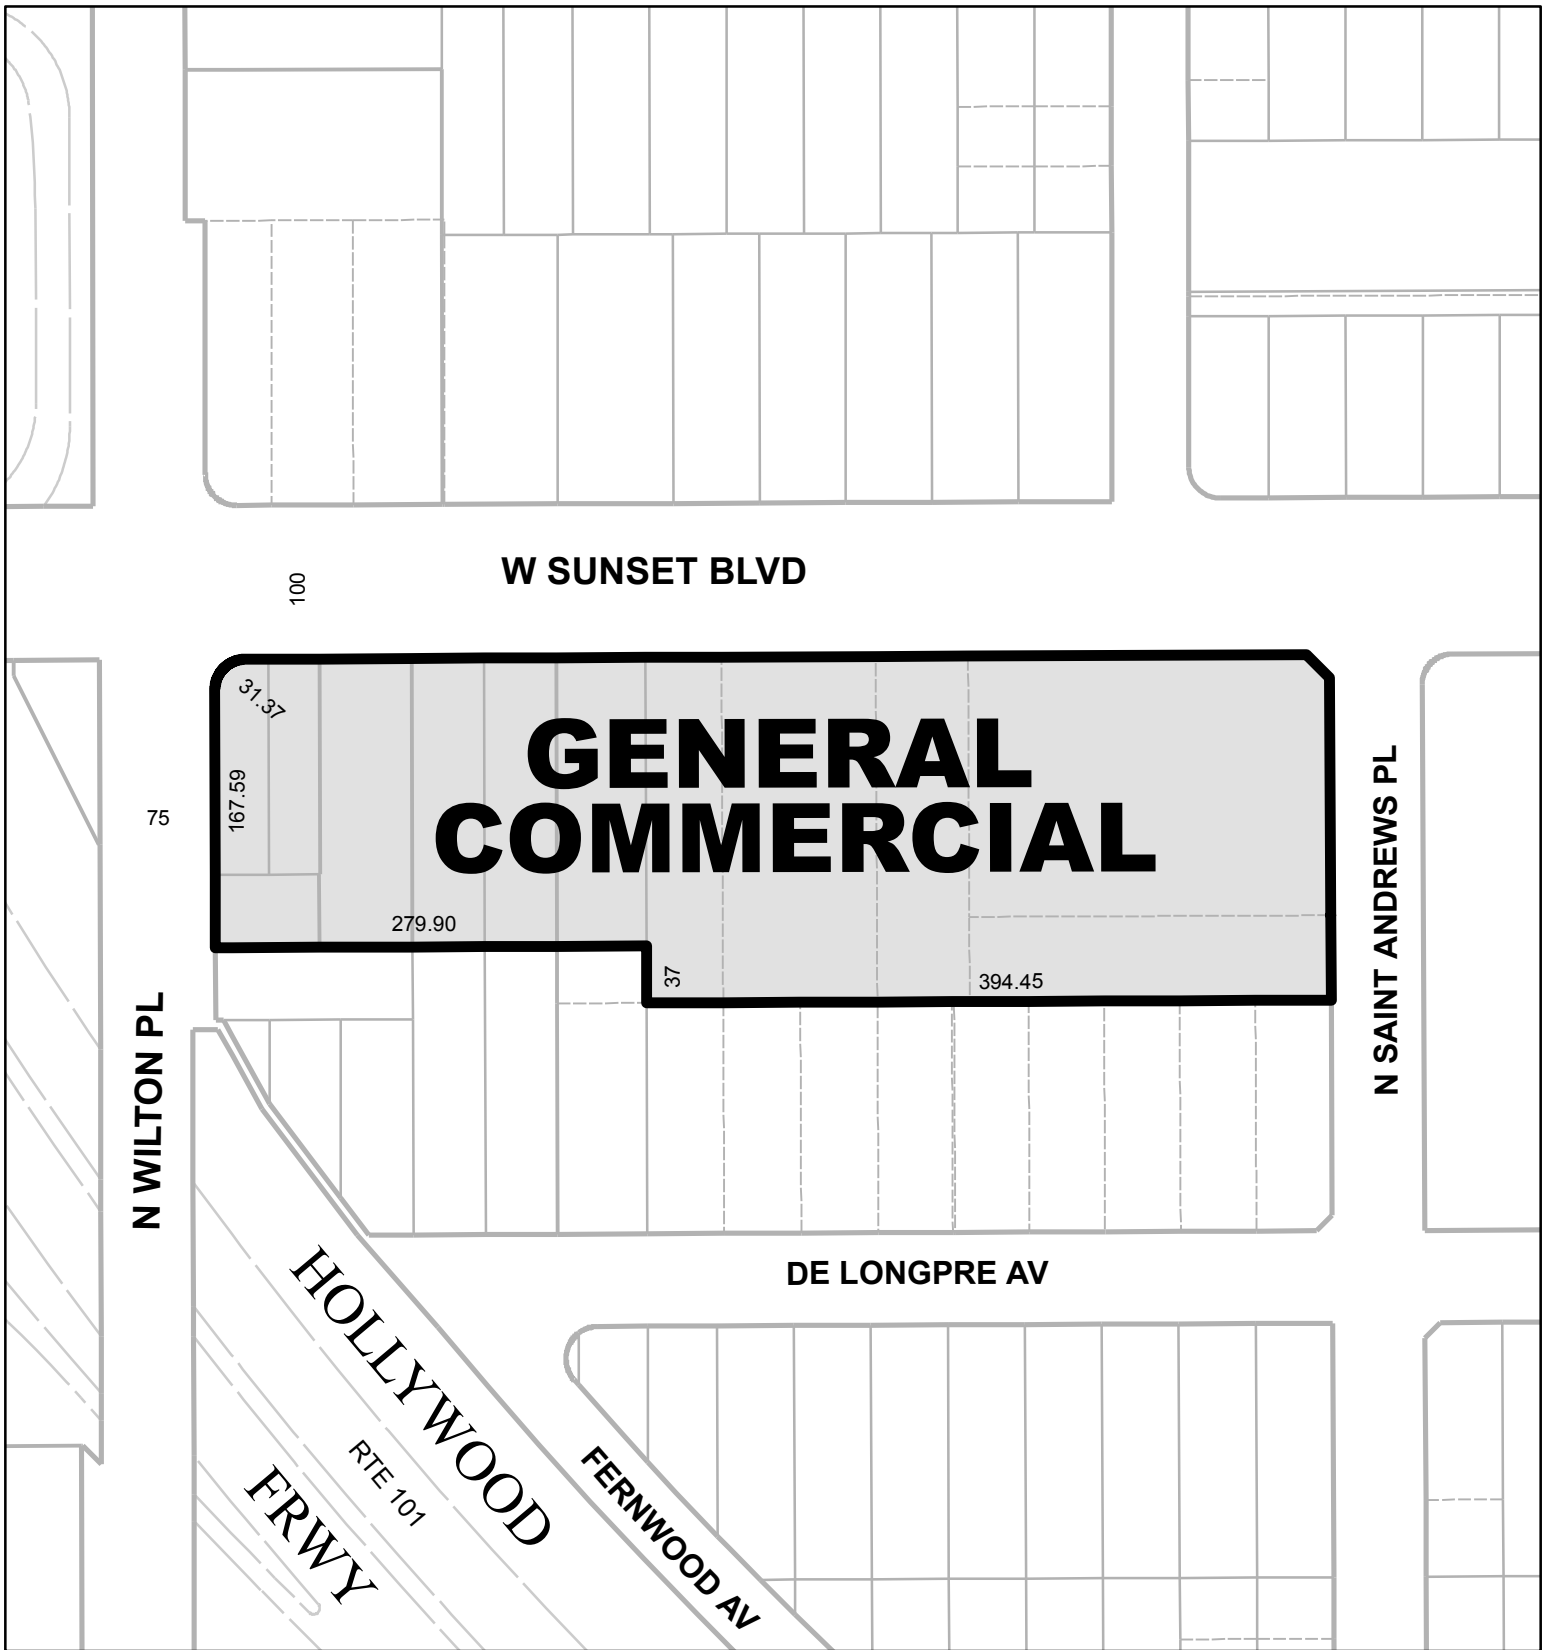 W SUNSET BLVD
100
31.37
GENERAL
COMMERCIAL
167.59
75
279.90
37
394.45
N SAINT ANDREWS PL
N WILTON PL
DE LONGPRE AV
HOLLYWOOD
FRWY
RTE 101
FERNWOOD AV